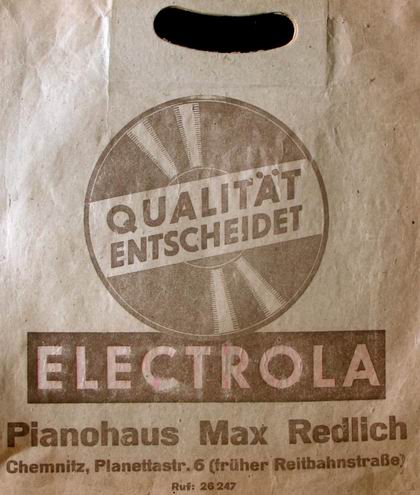 QUALITÄT
ENTSCHEIDET
ELECTROLA
Pianohaus Max Redlich
Chemnitz, Planettastr. 6 (früher Reitbahnstraße)
Ruf: 26 247